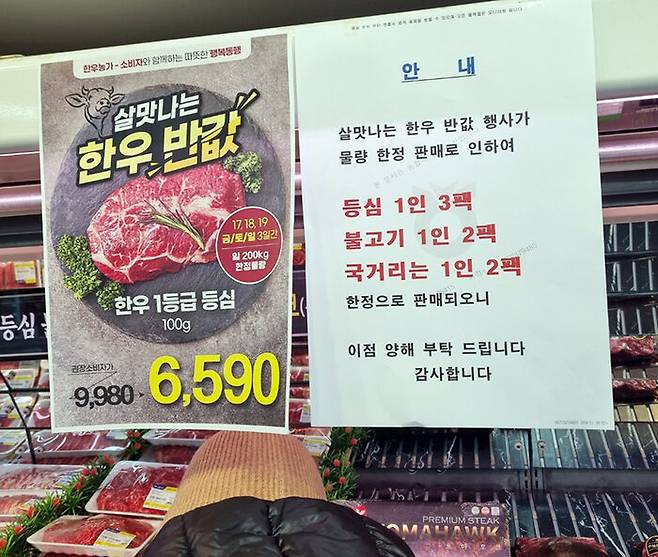 한우농가 - 소비자와 함께하는 따뜻한 행복동행
살맛나는
한우 반값
17, 18, 19
금/토/일 3일간
일 200kg
한정물량
한우 1등급 등심
100g
권장소비자가
9,980
6,590
안 내
살맛나는 한우 반값 행사가
물량 한정 판매로 인하여
등심 1인 3팩
불고기 1인 2팩
국거리는 1인 2팩
한정으로 판매되오니
이점 양해 부탁 드립니다
감사합니다
등심
PREMIUM STEAK
OMAHAWK